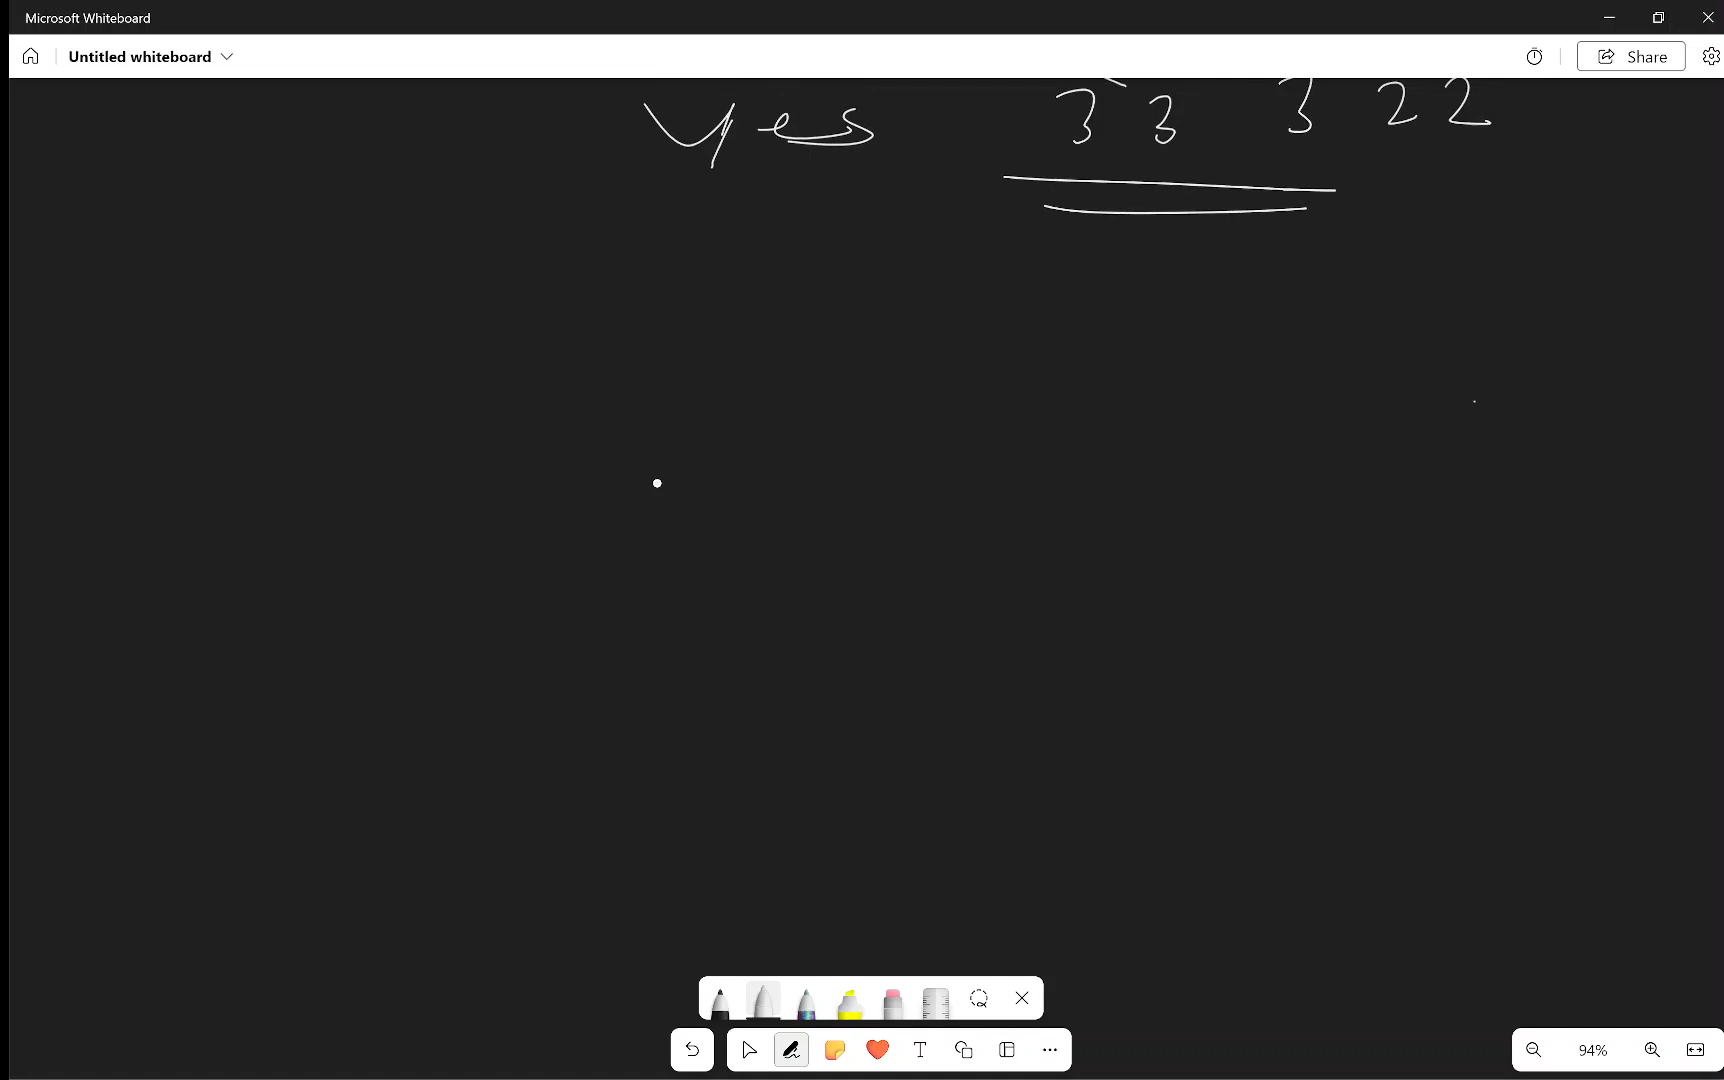 Microsoft Whiteboard
Untitled whiteboard
Share
yes 3 3 3 2 2
94%